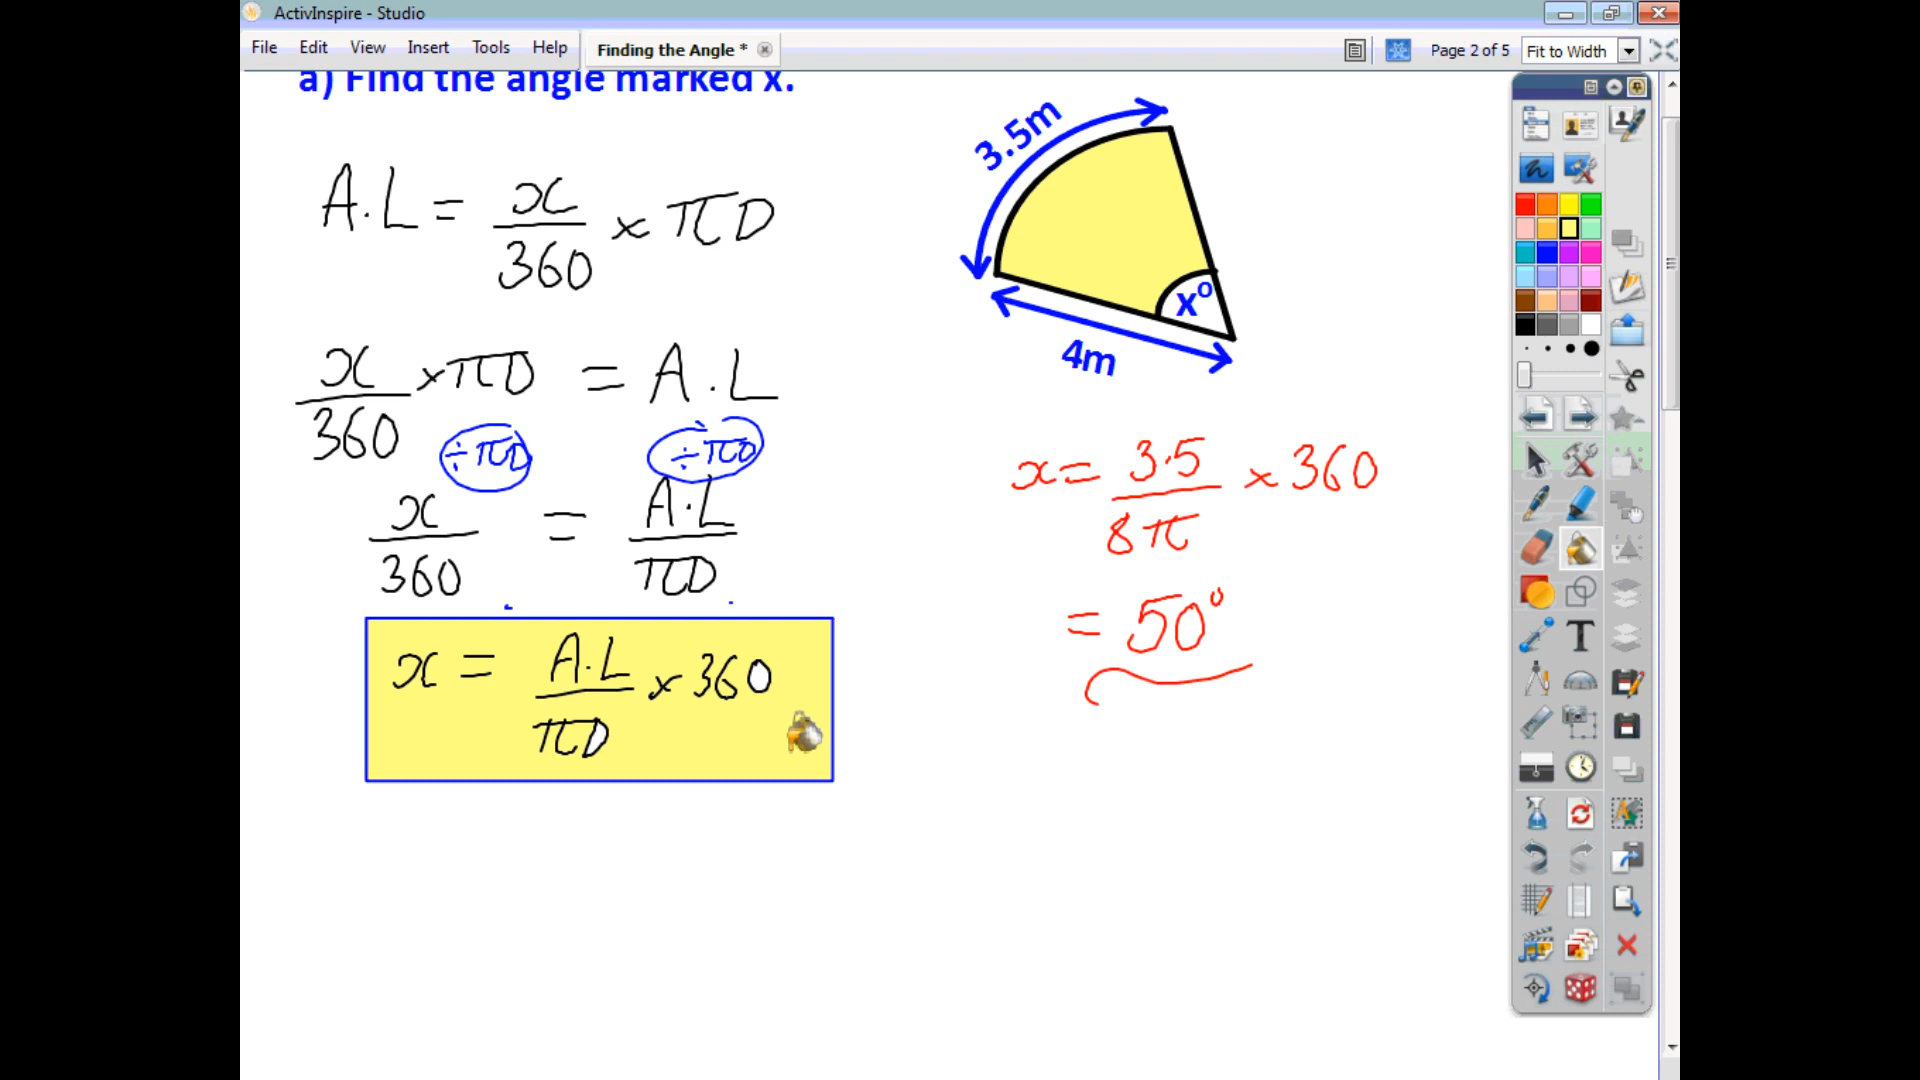 ActivInspire - Studio
File Edit View Insert Tools Help Finding the Angle * Page 2 of 5 Fit to Width
a) Find the angle marked x.
A.L = x/360 × πD
3.5m
x°
4m
x/360 × πD = A.L
÷πD ÷πD
x/360 = A.L/πD
x = A.L/πD × 360
x = 3.5/8π × 360
= 50°